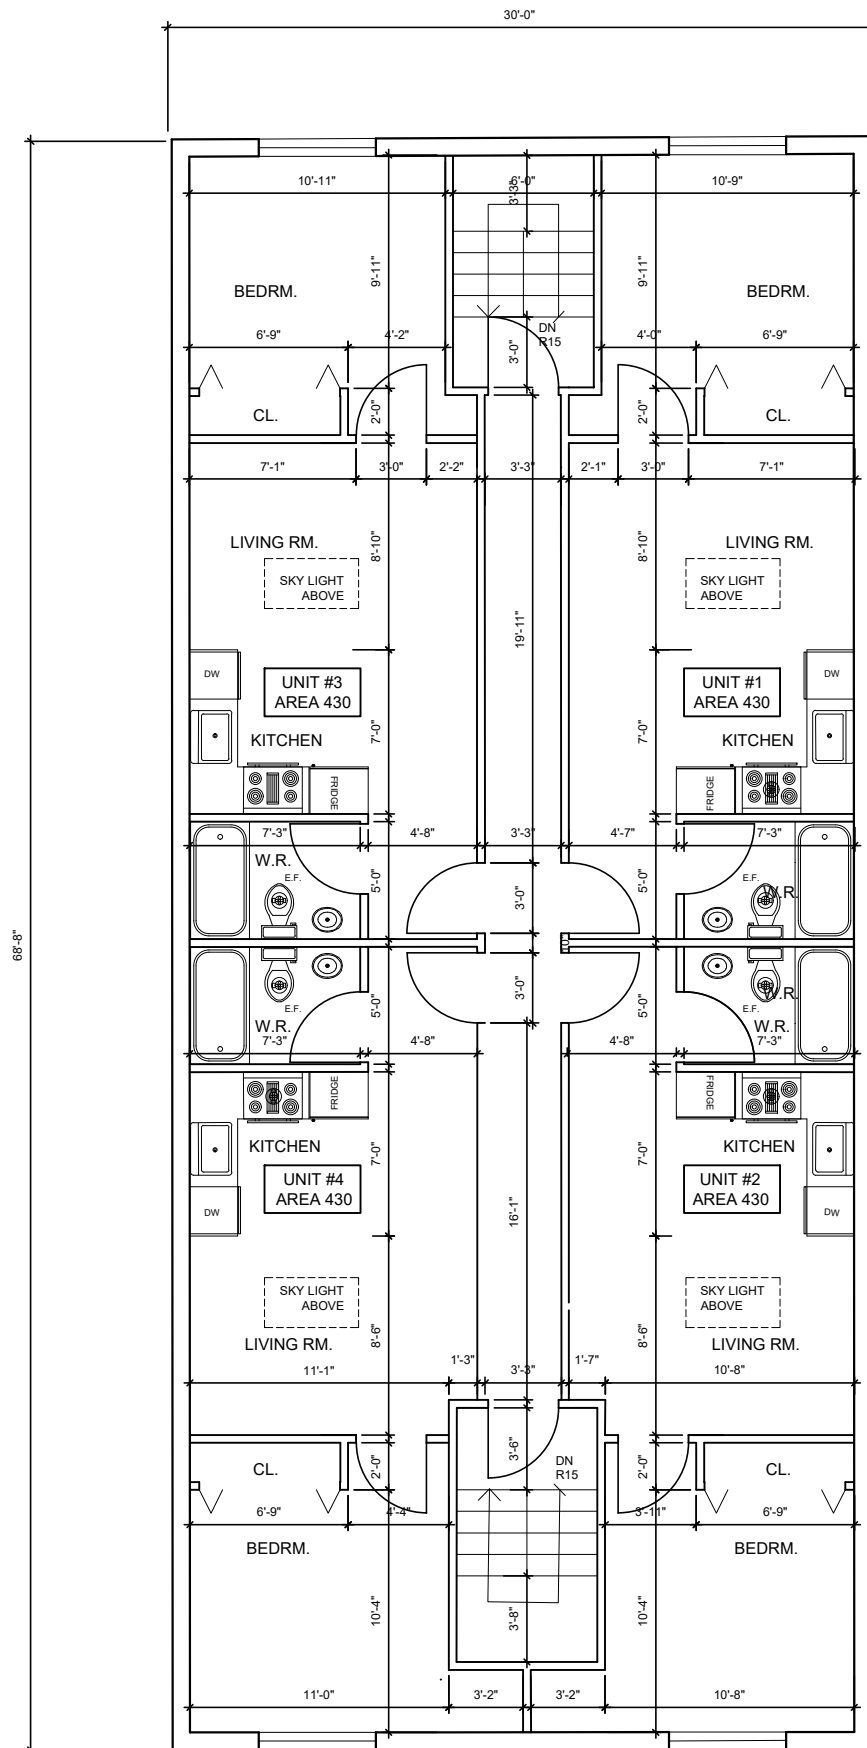 30'-0"
10'-11"
6'-0"
10'-9"
3'-3"
9'-11"
9'-11"
BEDRM.
BEDRM.
DN
R15
6'-9"
4'-2"
4'-0"
6'-9"
3'-0"
CL.
2'-0"
2'-0"
CL.
7'-1"
3'-0"
2'-2"
3'-3"
2'-1"
3'-0"
7'-1"
LIVING RM.
8'-10"
8'-10"
LIVING RM.
SKY LIGHT
ABOVE
SKY LIGHT
ABOVE
19'-11"
DW
UNIT #3
AREA 430
UNIT #1
AREA 430
DW
KITCHEN
7'-0"
7'-0"
KITCHEN
FRIDGE
FRIDGE
7'-3"
4'-8"
3'-3"
4'-7"
7'-3"
W.R.
E.F.
5'-0"
3'-0"
5'-0"
E.F.
W.R.
68'-8"
10"
E.F.
W.R.
5'-0"
3'-0"
5'-0"
E.F.
W.R.
W.R.
7'-3"
4'-8"
4'-8"
7'-3"
FRIDGE
FRIDGE
KITCHEN
7'-0"
7'-0"
KITCHEN
UNIT #4
AREA 430
UNIT #2
AREA 430
DW
DW
16'-1"
SKY LIGHT
ABOVE
SKY LIGHT
ABOVE
LIVING RM.
8'-6"
8'-6"
LIVING RM.
11'-1"
1'-3"
3'-3"
1'-7"
10'-8"
CL.
2'-0"
3'-6"
DN
R15
2'-0"
CL.
6'-9"
4'-4"
3'-11"
6'-9"
BEDRM.
BEDRM.
10'-4"
3'-8"
10'-4"
11'-0"
3'-2"
3'-2"
10'-8"